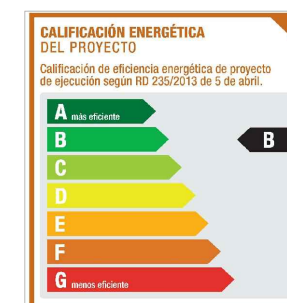 CALIFICACIÓN ENERGÉTICA
DEL PROYECTO
Calificación de eficiencia energética de proyecto
de ejecución según RD 235/2013 de 5 de abril.
A más eficiente
B B
C
D
E
F
G menos eficiente